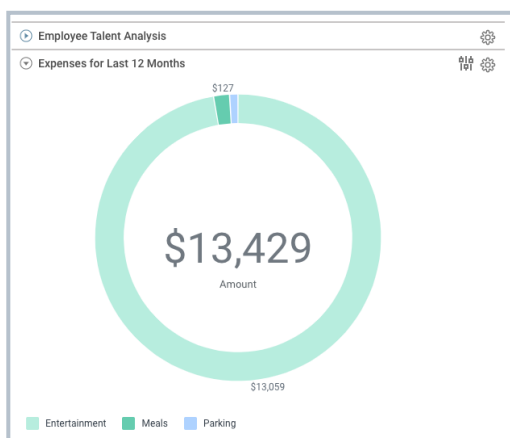 Employee Talent Analysis
Expenses for Last 12 Months
$127
$13,429
Amount
$13,059
Entertainment Meals Parking